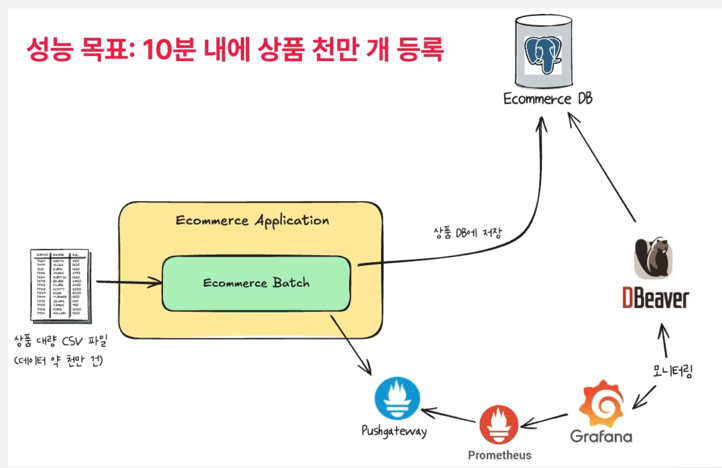 성능 목표: 10분 내에 상품 천만 개 등록
Ecommerce DB
Ecommerce Application
상품 DB에 저장
Ecommerce Batch
DBeaver
상품 대량 CSV 파일
(데이터 약 천만 건)
모니터링
Pushgateway
Prometheus
Grafana